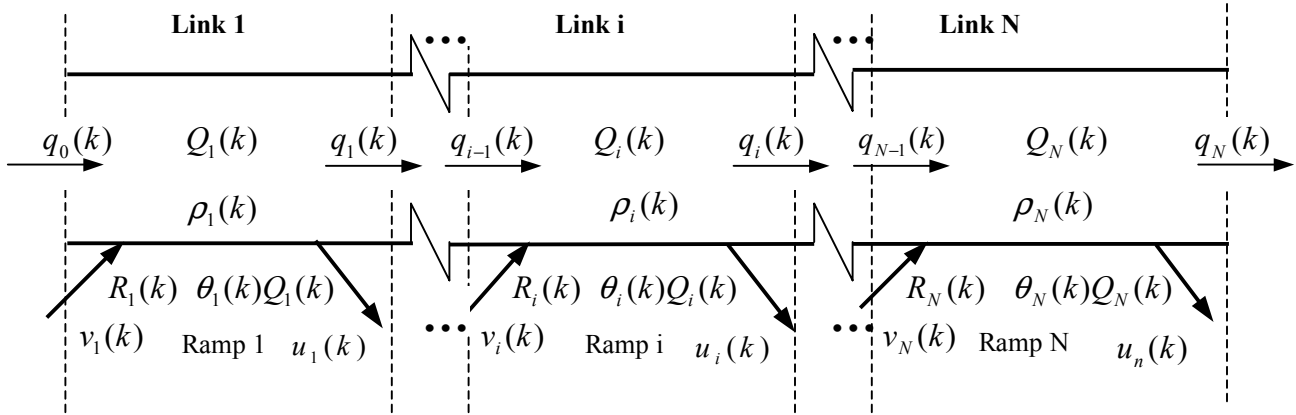 Link 1 ••• Link i ••• Link N
q_0(k) Q_1(k) q_1(k) q_{i-1}(k) Q_i(k) q_i(k) q_{N-1}(k) Q_N(k) q_N(k)
ρ_1(k) ρ_i(k) ρ_N(k)
R_1(k) θ_1(k)Q_1(k) R_i(k) θ_i(k)Q_i(k) R_N(k) θ_N(k)Q_N(k)
v_1(k) Ramp 1 u_1(k) ••• v_i(k) Ramp i u_i(k) ••• v_N(k) Ramp N u_n(k)